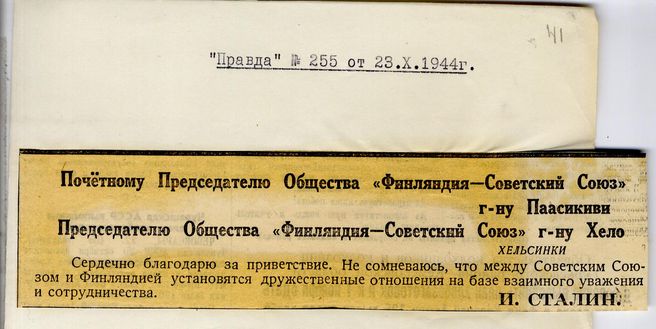 41
"Правда" № 255 от 23.X.1944г.
Почётному Председателю Общества «Финляндия—Советский Союз»
г-ну Паасикиви
Председателю Общества «Финляндия—Советский Союз» г-ну Хело
ХЕЛЬСИНКИ
Сердечно благодарю за приветствие. Не сомневаюсь, что между Советским Сою-
зом и Финляндией установятся дружественные отношения на базе взаимного уважения
и сотрудничества.
И. СТАЛИН.